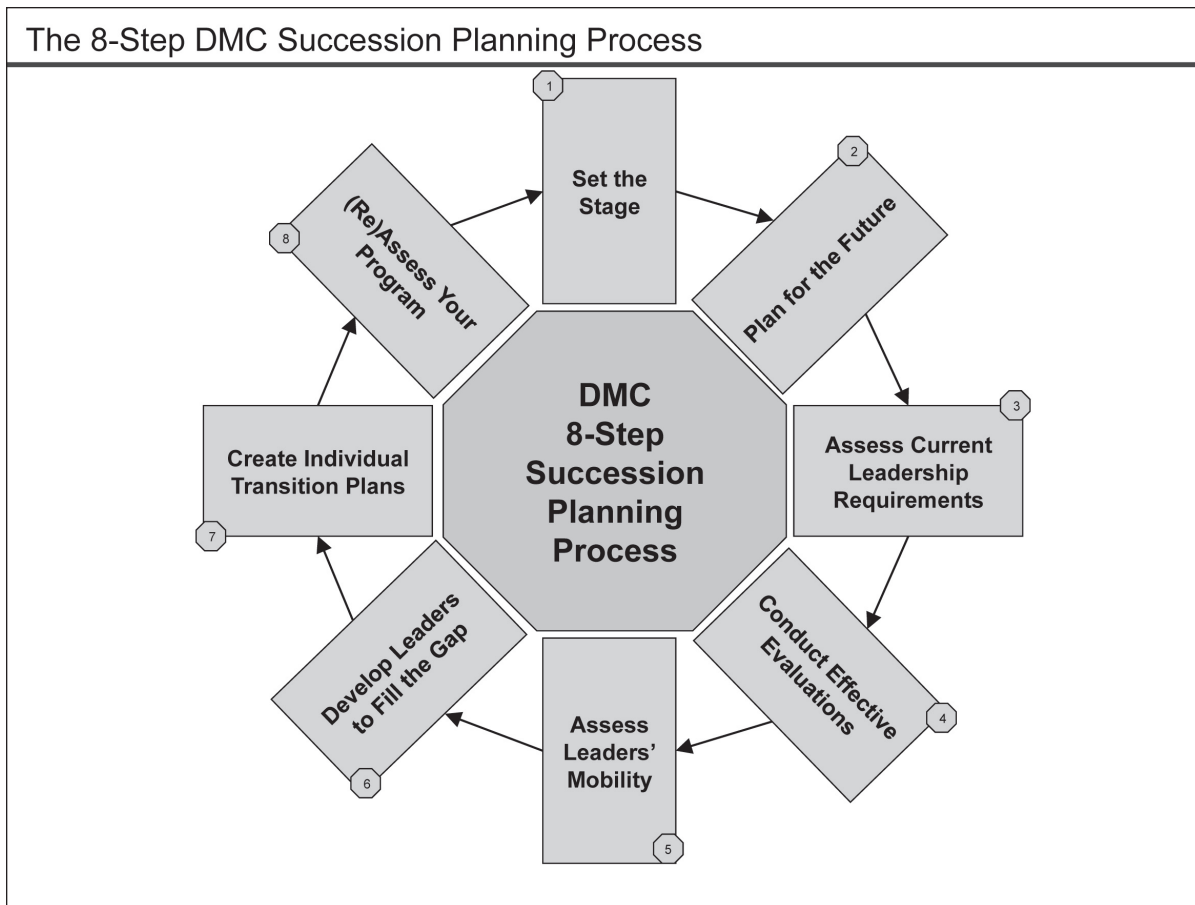 The 8-Step DMC Succession Planning Process
1
Set the
Stage
2
Plan for the Future
3
Assess Current
Leadership
Requirements
4
Conduct Effective
Evaluations
5
Assess
Leaders’
Mobility
6
Develop Leaders
to Fill the Gap
7
Create Individual
Transition Plans
8
(Re)Assess Your
Program
DMC
8-Step
Succession
Planning
Process